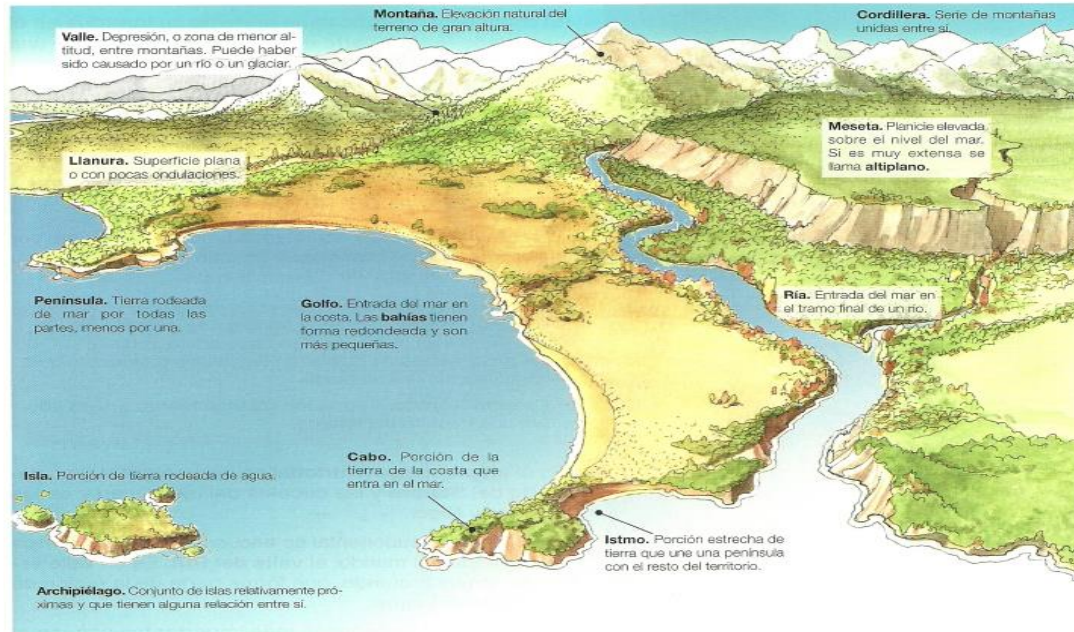 Montaña. Elevación natural del
terreno de gran altura.
Cordillera. Serie de montañas
unidas entre sí.
Valle. Depresión, o zona de menor al-
titud, entre montañas. Puede haber
sido causado por un río o un glaciar.
Meseta. Planicie elevada
sobre el nivel del mar.
Si es muy extensa se
llama altiplano.
Llanura. Superficie plana
o con pocas ondulaciones.
Península. Tierra rodeada
de mar por todas las
partes, menos por una.
Golfo. Entrada del mar en
la costa. Las bahías tienen
forma redondeada y son
más pequeñas.
Ría. Entrada del mar en
el tramo final de un río.
Cabo. Porción de la
tierra de la costa que
entra en el mar.
Isla. Porción de tierra rodeada de agua.
Istmo. Porción estrecha de
tierra que une una península
con el resto del territorio.
Archipiélago. Conjunto de islas relativamente pró-
ximas y que tienen alguna relación entre sí.